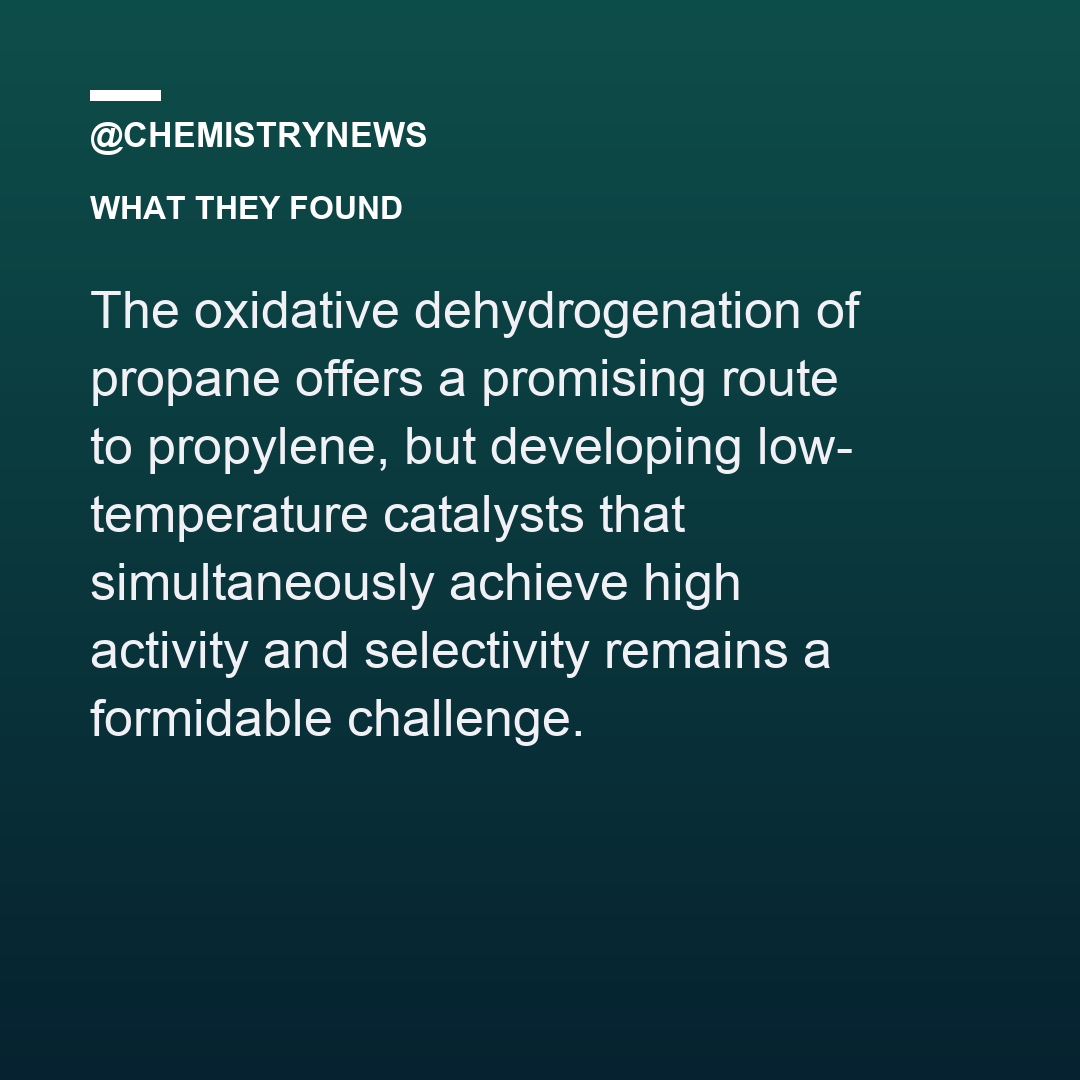 @CHEMISTRYNEWS
WHAT THEY FOUND
The oxidative dehydrogenation of
propane offers a promising route
to propylene, but developing low-
temperature catalysts that
simultaneously achieve high
activity and selectivity remains a
formidable challenge.